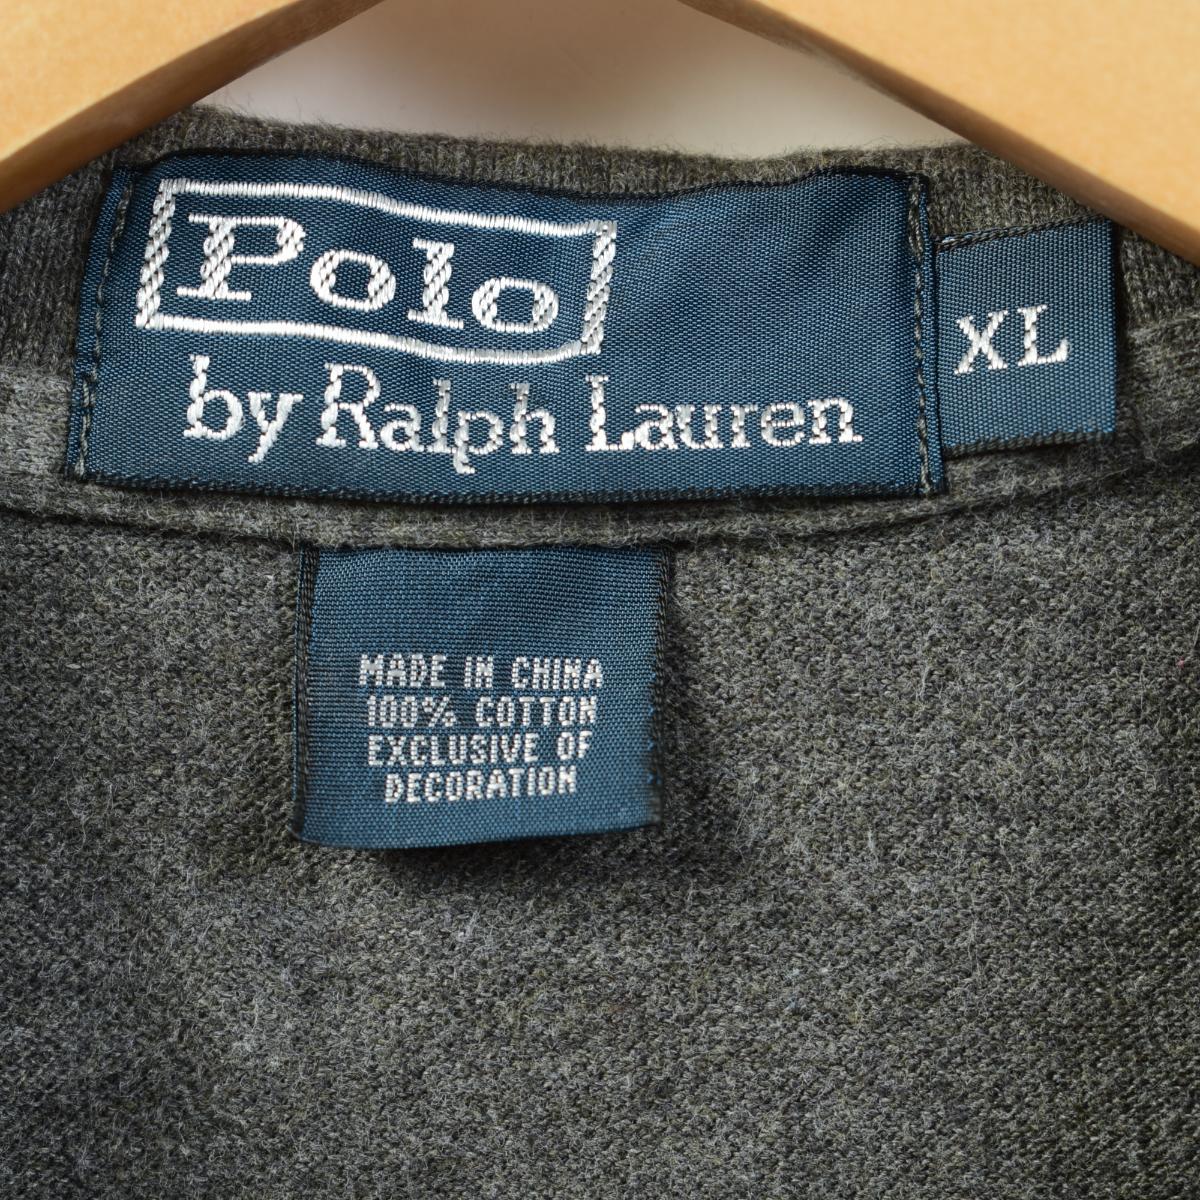 Polo
by Ralph Lauren
XL
MADE IN CHINA
100% COTTON
EXCLUSIVE OF
DECORATION